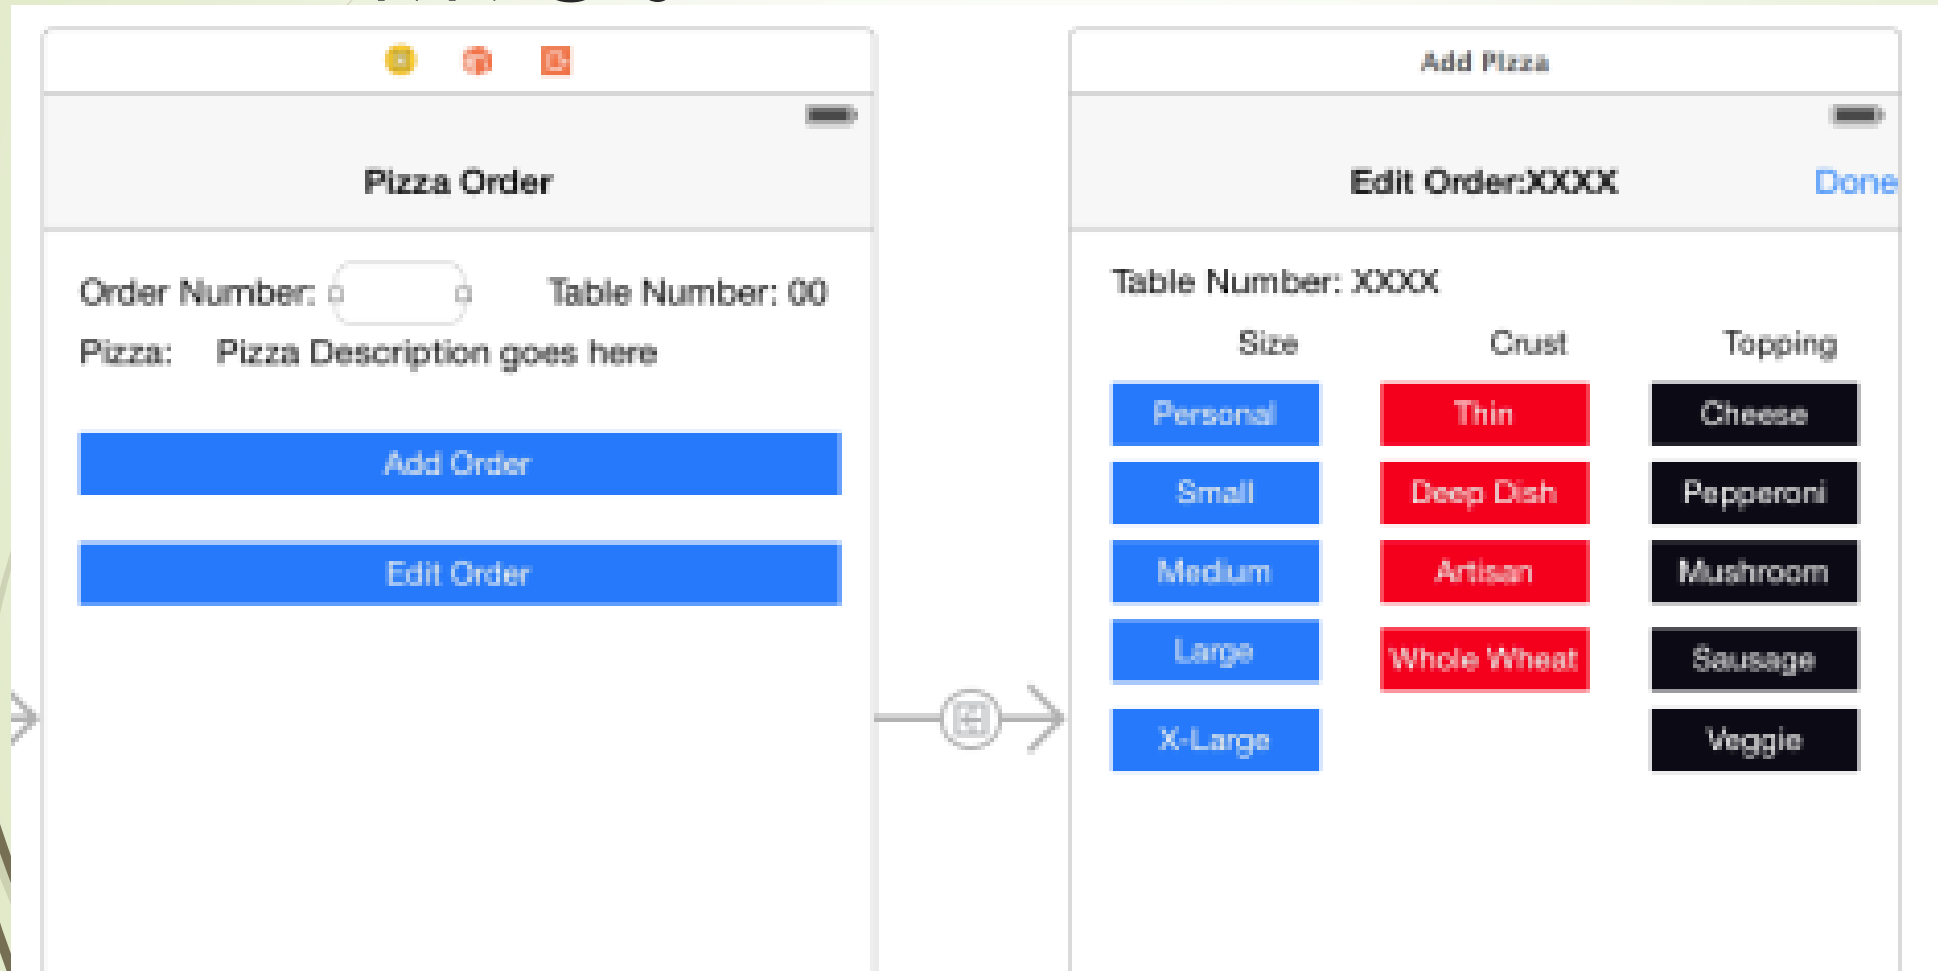 Pizza Order
Order Number:
Table Number: 00
Pizza: Pizza Description goes here
Add Order
Edit Order
Add Pizza
Edit Order:XXXX
Done
Table Number: XXXX
Size Crust Topping
Personal Thin Cheese
Small Deep Dish Pepperoni
Medium Artisan Mushroom
Large Whole Wheat Sausage
X-Large Veggie